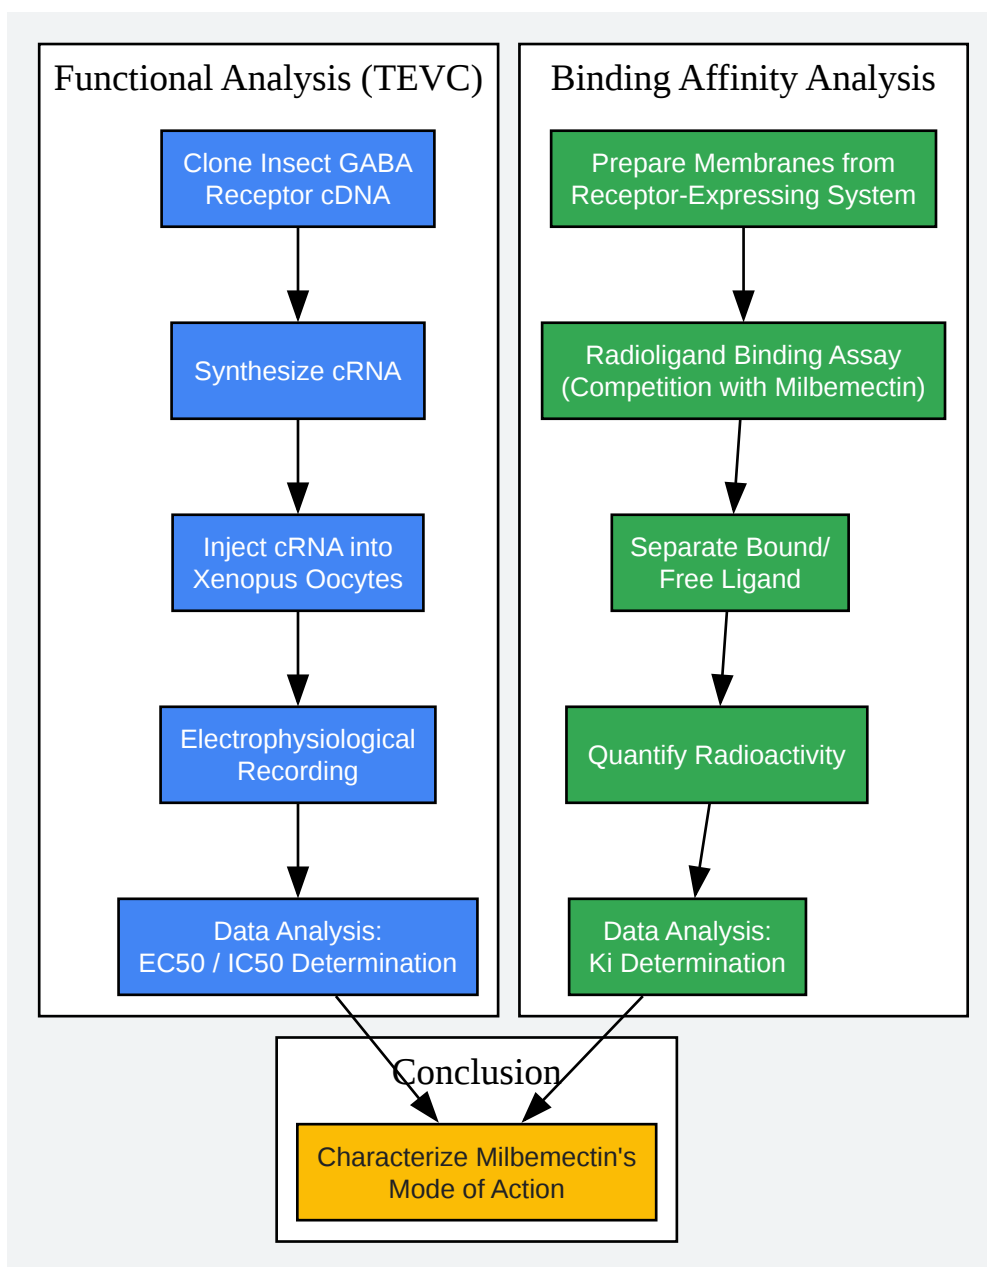 Functional Analysis (TEVC)
Clone Insect GABA
Receptor cDNA
Synthesize cRNA
Inject cRNA into
Xenopus Oocytes
Electrophysiological
Recording
Data Analysis:
EC50 / IC50 Determination
Binding Affinity Analysis
Prepare Membranes from
Receptor-Expressing System
Radioligand Binding Assay
(Competition with Milbemectin)
Separate Bound/
Free Ligand
Quantify Radioactivity
Data Analysis:
Ki Determination
Conclusion
Characterize Milbemectin's
Mode of Action